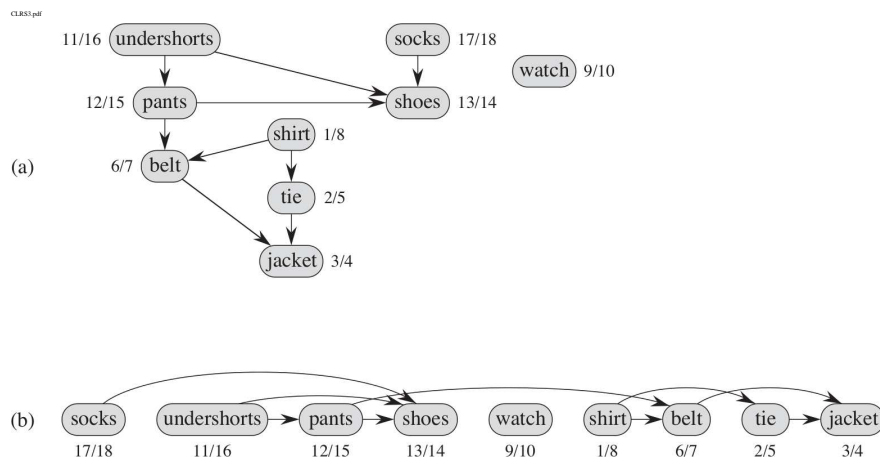 CLRS3.pdf
11/16 undershorts socks 17/18
watch 9/10
12/15 pants shoes 13/14
shirt 1/8
(a) 6/7 belt
tie 2/5
jacket 3/4
(b) socks undershorts pants shoes watch shirt belt tie jacket
17/18 11/16 12/15 13/14 9/10 1/8 6/7 2/5 3/4